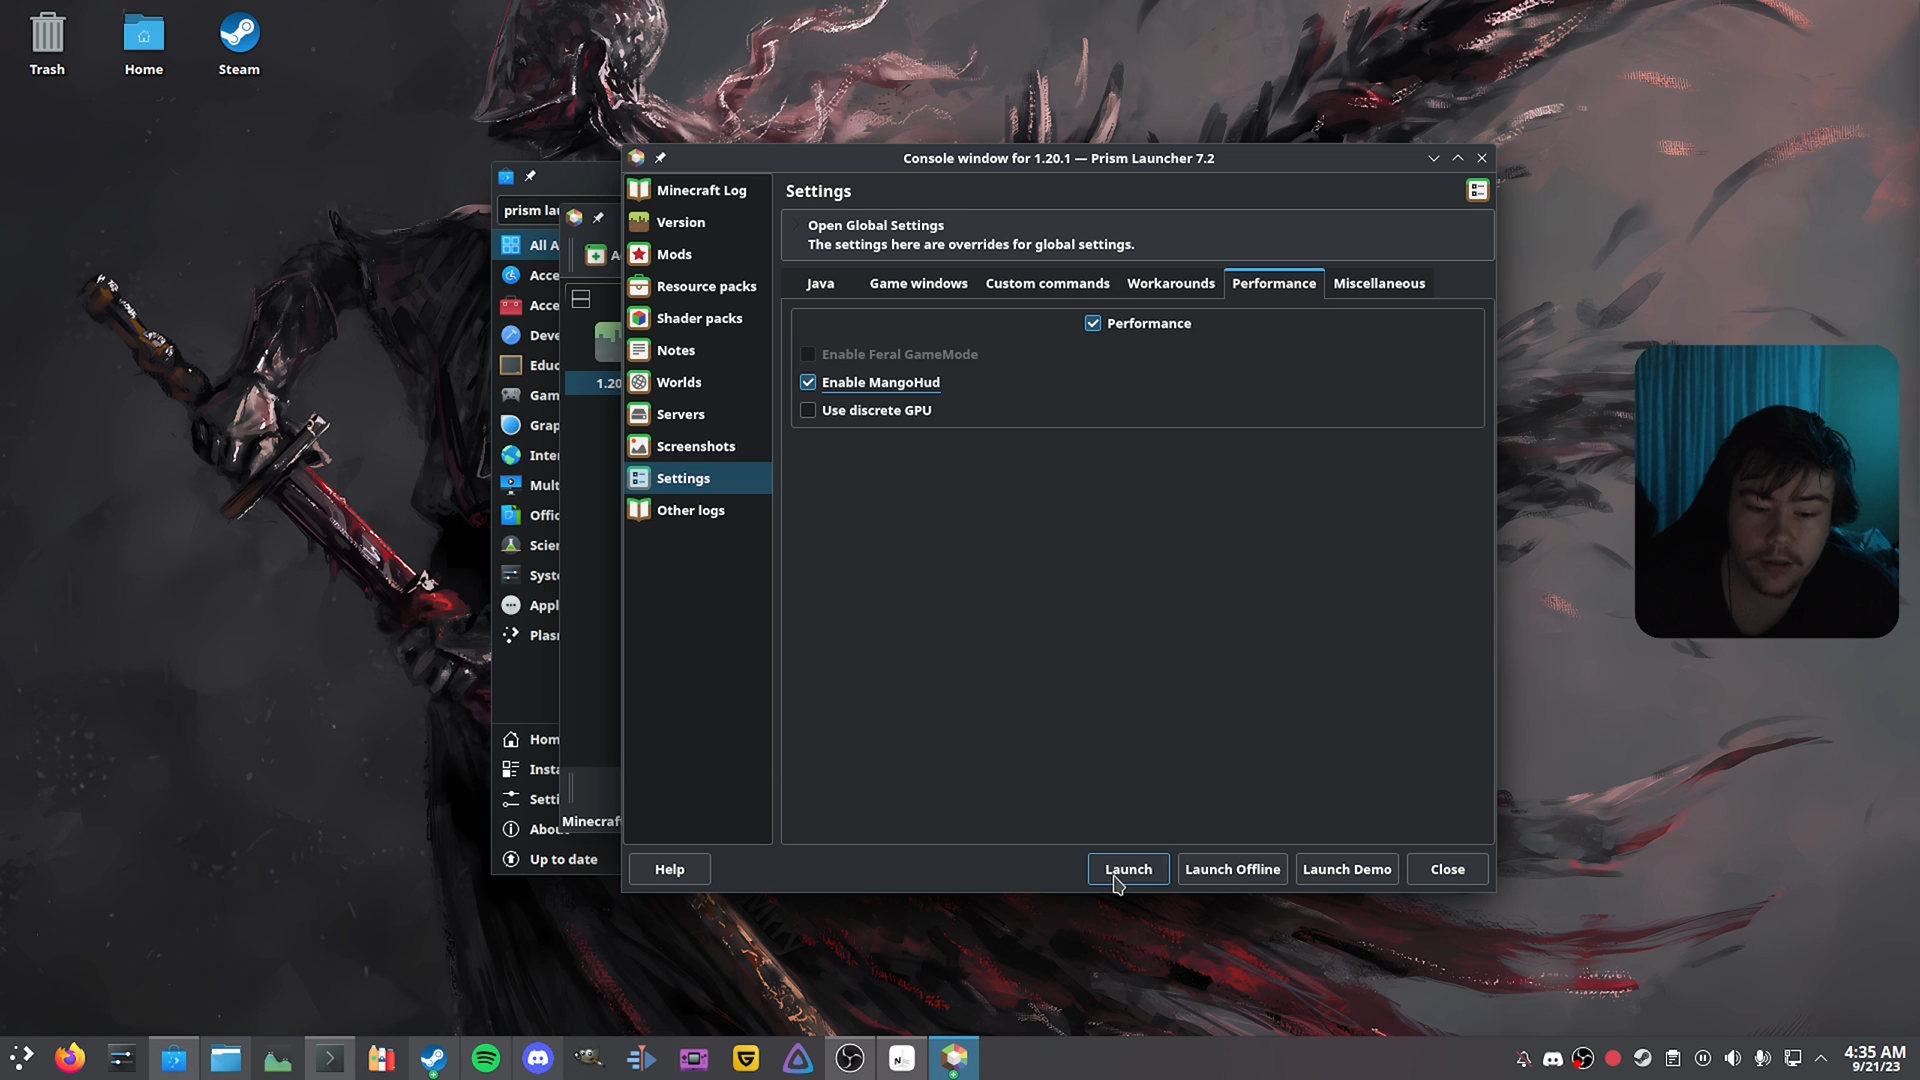 Trash
Home
Steam
Console window for 1.20.1 — Prism Launcher 7.2
prism la
All A
Acce
Acce
Deve
Educ
Gam
Grap
Inte
Mult
Offic
Scien
Syst
Appl
Plas
Hom
Insta
Setti
Abou
Up to date
1.20
Minecraf
Minecraft Log
Version
Mods
Resource packs
Shader packs
Notes
Worlds
Servers
Screenshots
Settings
Other logs
Settings
Open Global Settings
The settings here are overrides for global settings.
Java Game windows Custom commands Workarounds Performance Miscellaneous
Performance
Enable Feral GameMode
Enable MangoHud
Use discrete GPU
Help Launch Launch Offline Launch Demo Close
4:35 AM
9/21/23